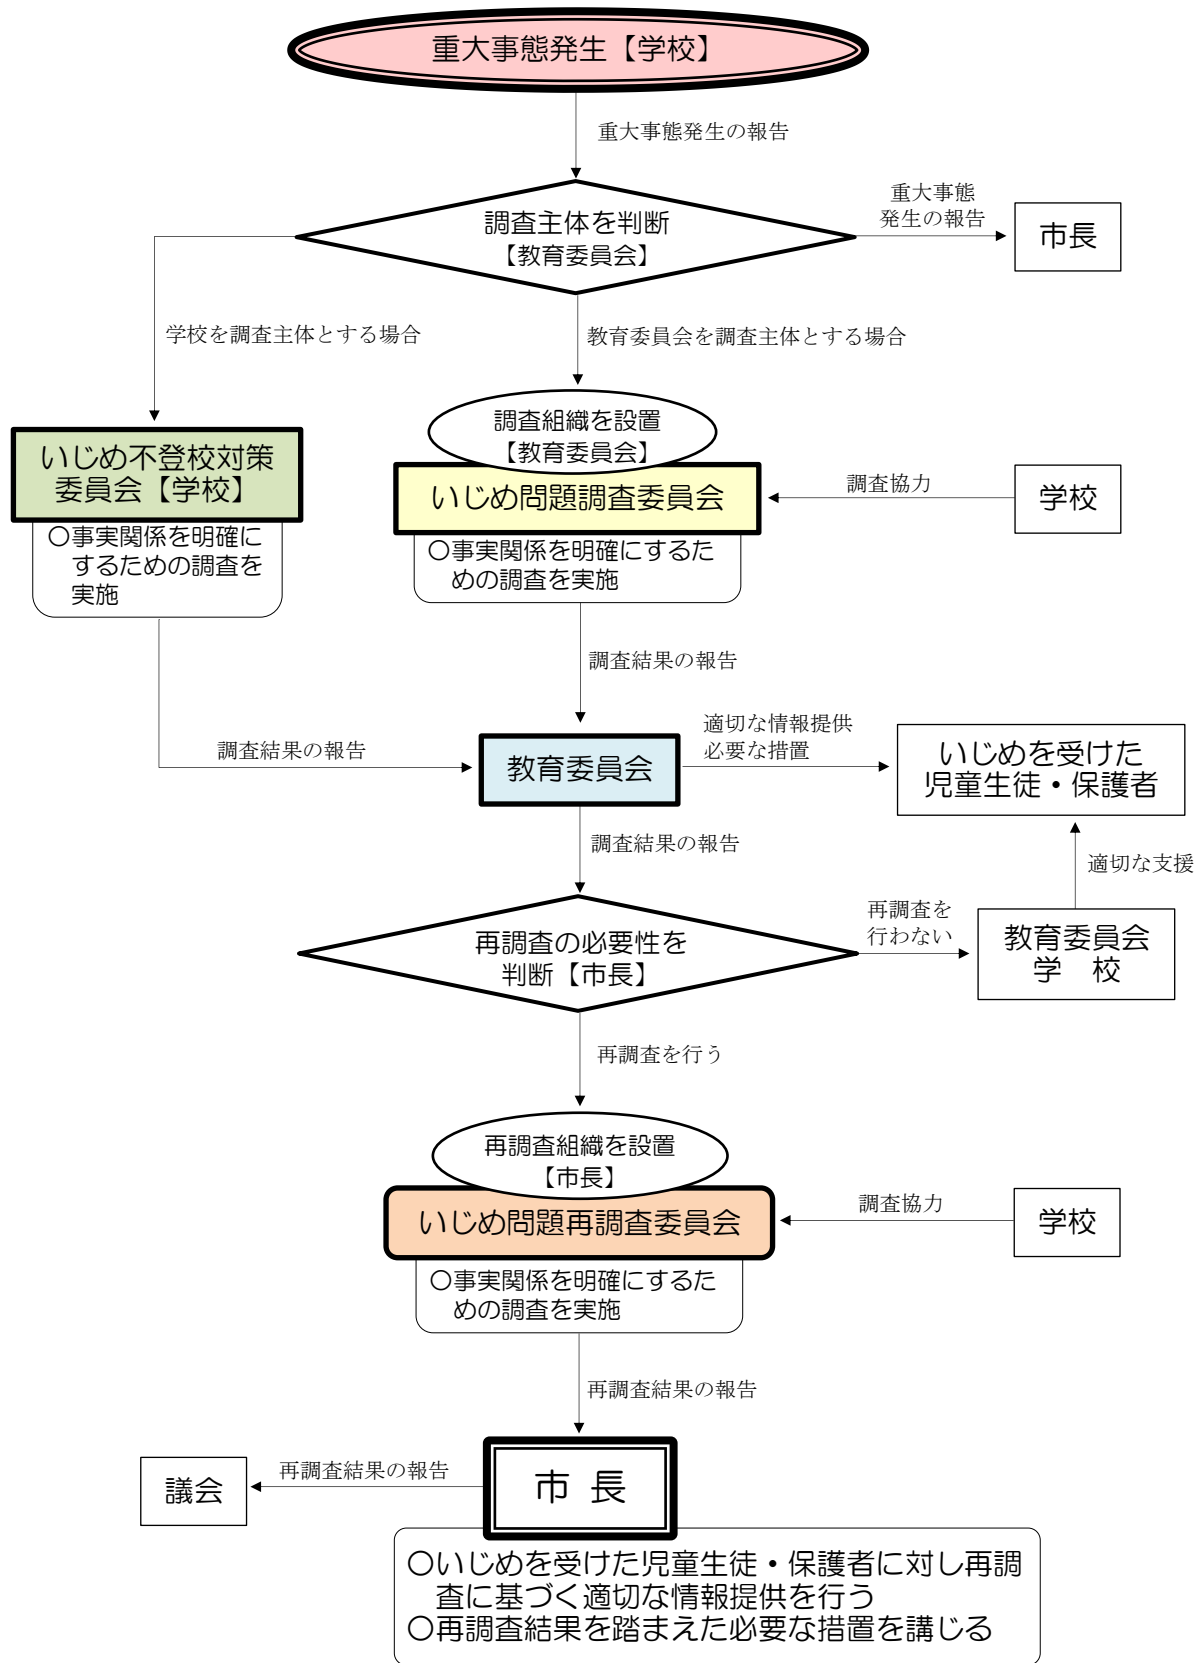 重大事態発生【学校】
重大事態発生の報告
調査主体を判断
【教育委員会】
重大事態
発生の報告
市長
学校を調査主体とする場合
教育委員会を調査主体とする場合
いじめ不登校対策
委員会【学校】
〇事実関係を明確に
するための調査を
実施
調査組織を設置
【教育委員会】
いじめ問題調査委員会
調査協力
学校
〇事実関係を明確にするた
めの調査を実施
調査結果の報告
調査結果の報告
教育委員会
適切な情報提供
必要な措置
いじめを受けた
児童生徒・保護者
調査結果の報告
適切な支援
再調査の必要性を
判断【市長】
再調査を
行わない
教育委員会
学　校
再調査を行う
再調査組織を設置
【市長】
いじめ問題再調査委員会
調査協力
学校
〇事実関係を明確にするた
めの調査を実施
再調査結果の報告
市 長
再調査結果の報告
議会
〇いじめを受けた児童生徒・保護者に対し再調
査に基づく適切な情報提供を行う
〇再調査結果を踏まえた必要な措置を講じる